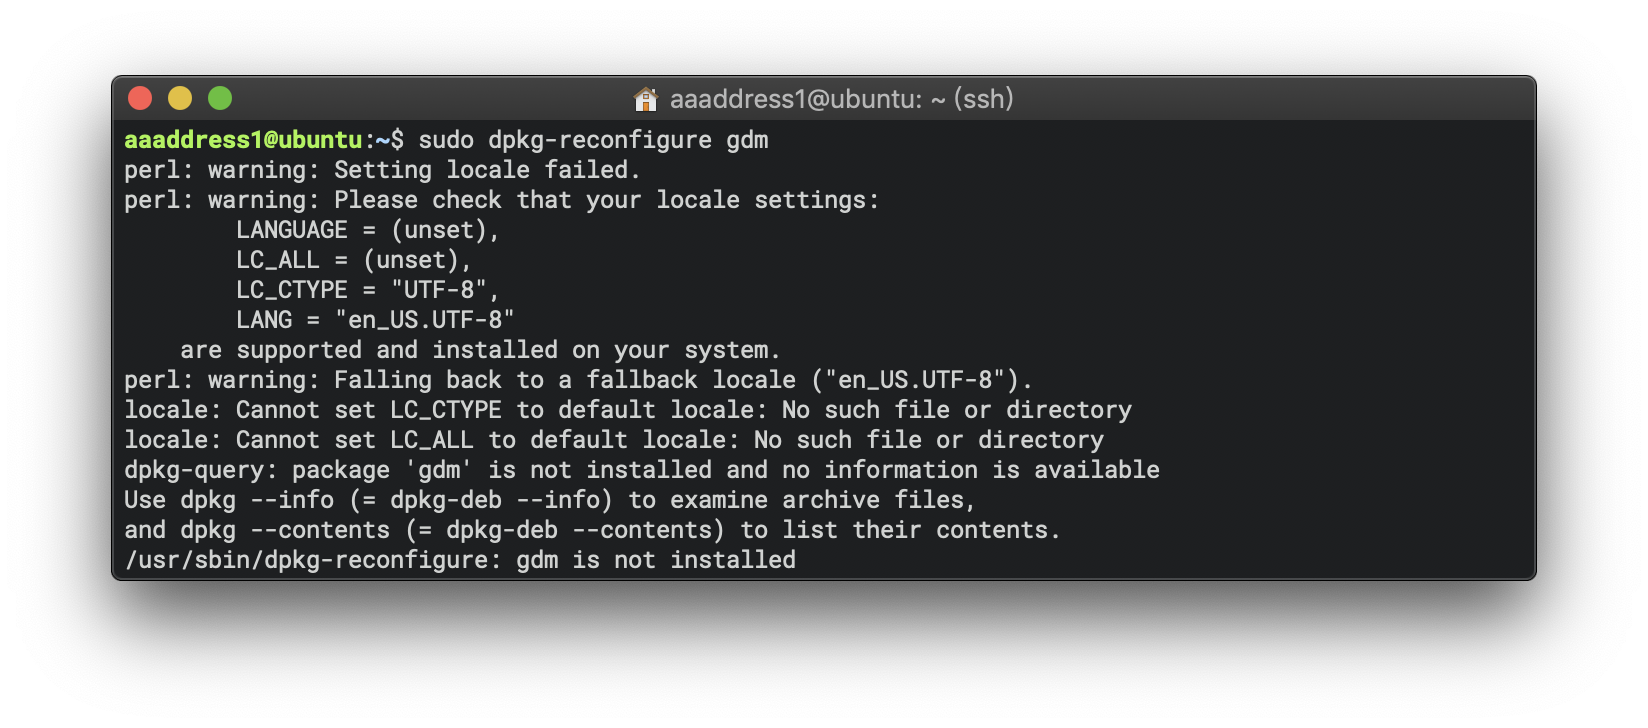 aaaddress1@ubuntu: ~ (ssh)
aaaddress1@ubuntu:~$ sudo dpkg-reconfigure gdm
perl: warning: Setting locale failed.
perl: warning: Please check that your locale settings:
        LANGUAGE = (unset),
        LC_ALL = (unset),
        LC_CTYPE = "UTF-8",
        LANG = "en_US.UTF-8"
    are supported and installed on your system.
perl: warning: Falling back to a fallback locale ("en_US.UTF-8").
locale: Cannot set LC_CTYPE to default locale: No such file or directory
locale: Cannot set LC_ALL to default locale: No such file or directory
dpkg-query: package 'gdm' is not installed and no information is available
Use dpkg --info (= dpkg-deb --info) to examine archive files,
and dpkg --contents (= dpkg-deb --contents) to list their contents.
/usr/sbin/dpkg-reconfigure: gdm is not installed